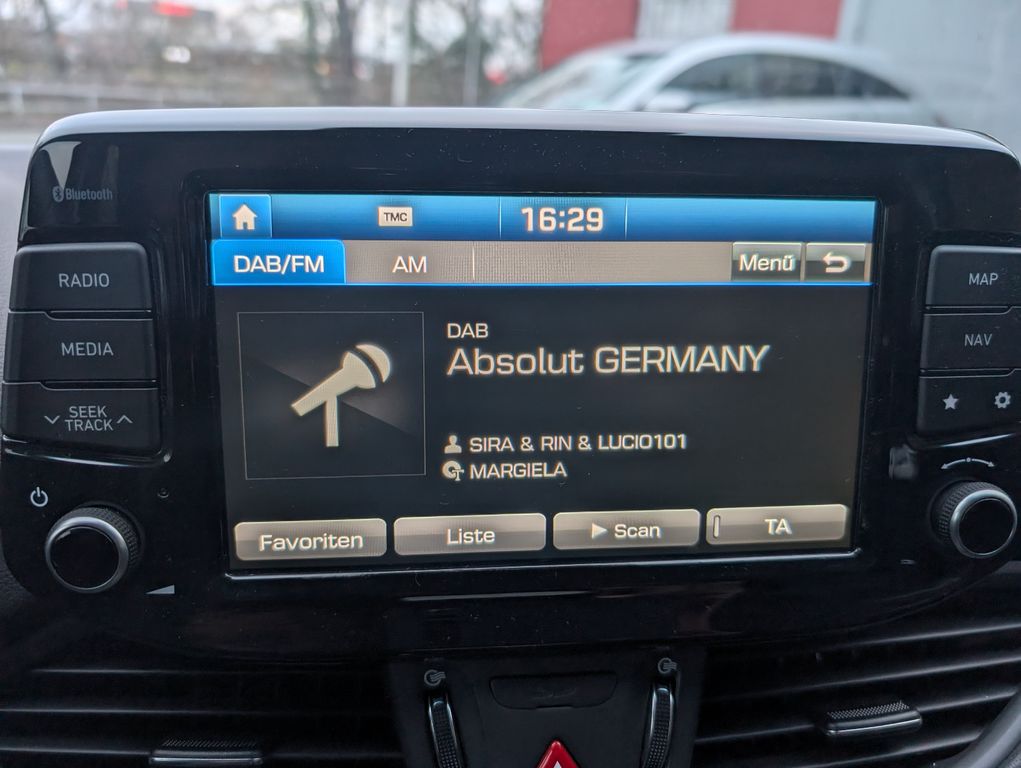 Bluetooth
TMC
16:29
DAB/FM
AM
Menü
RADIO
MEDIA
SEEK
TRACK
MAP
NAV
DAB
Absolut GERMANY
SIRA & RIN & LUCIO101
MARGIELA
Favoriten
Liste
Scan
TA